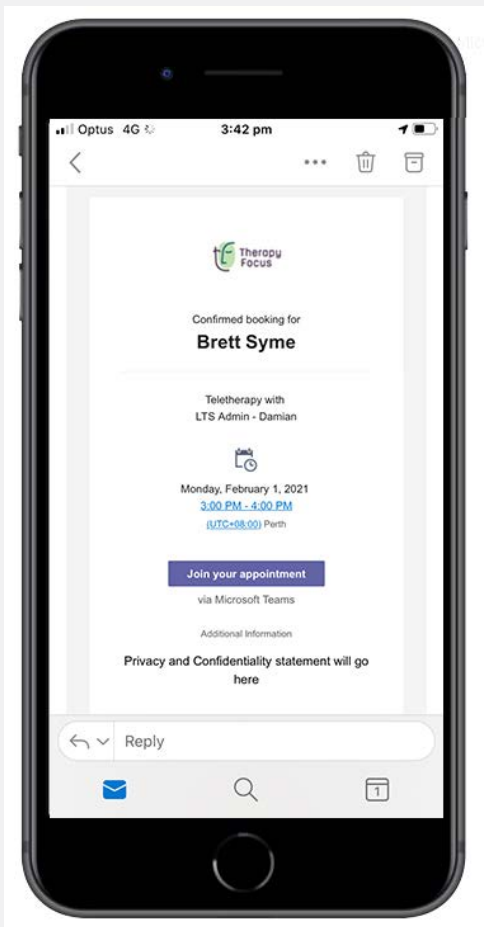 Optus 4G 3:42 pm
Therapy
Focus
Confirmed booking for
Brett Syme
Teletherapy with
LTS Admin - Damian
Monday, February 1, 2021
3:00 PM - 4:00 PM
(UTC+08:00) Perth
Join your appointment
via Microsoft Teams
Additional Information
Privacy and Confidentiality statement will go
here
Reply
1